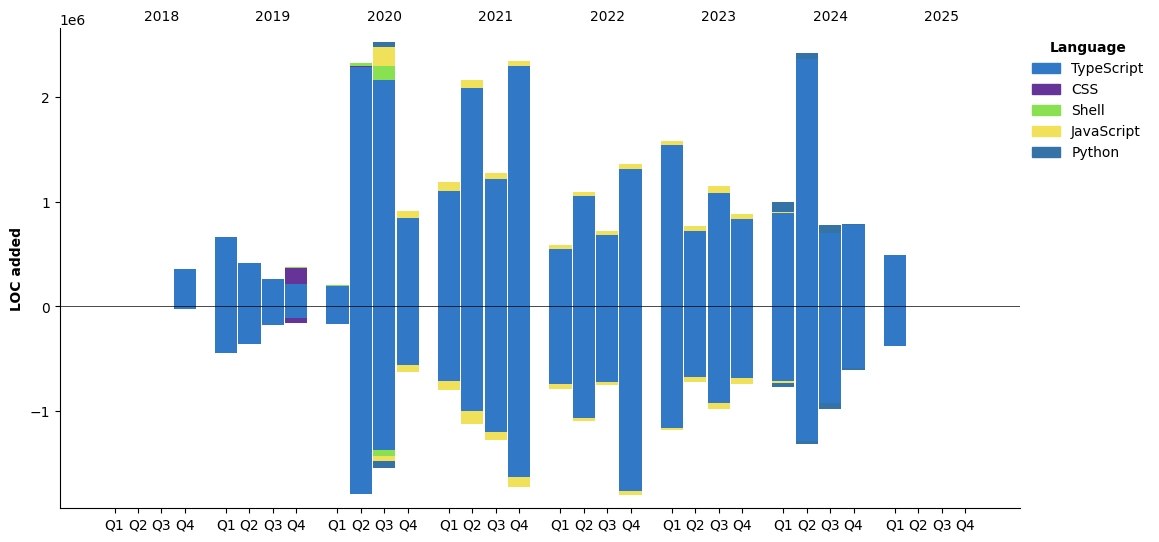 2018 2019 2020 2021 2022 2023 2024 2025
1e6
Language
TypeScript
CSS
Shell
JavaScript
Python
LOC added
2
1
0
−1
Q1 Q2 Q3 Q4 Q1 Q2 Q3 Q4 Q1 Q2 Q3 Q4 Q1 Q2 Q3 Q4 Q1 Q2 Q3 Q4 Q1 Q2 Q3 Q4 Q1 Q2 Q3 Q4 Q1 Q2 Q3 Q4